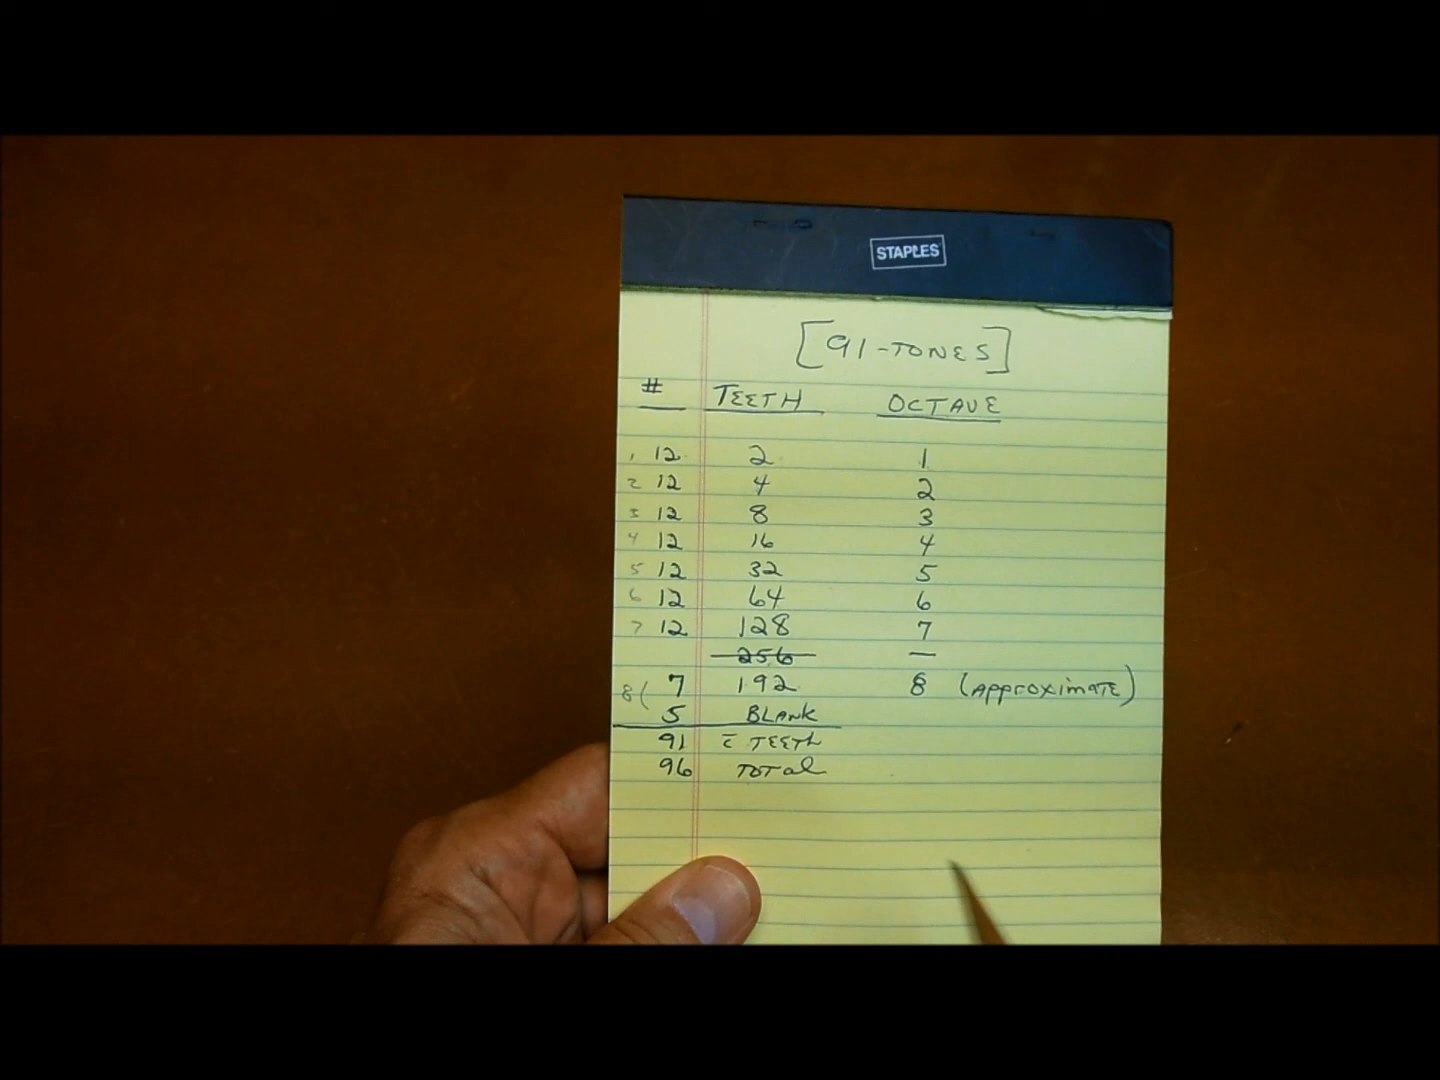 STAPLES
[91-TONES]
# TEETH OCTAVE
1 12 2 1
2 12 4 2
3 12 8 3
4 12 16 4
5 12 32 5
6 12 64 6
7 12 128 7
256 —
8( 7 192 8 (Approximate)
5 BLANK
91 c̄ TEETH
96 TOTAL